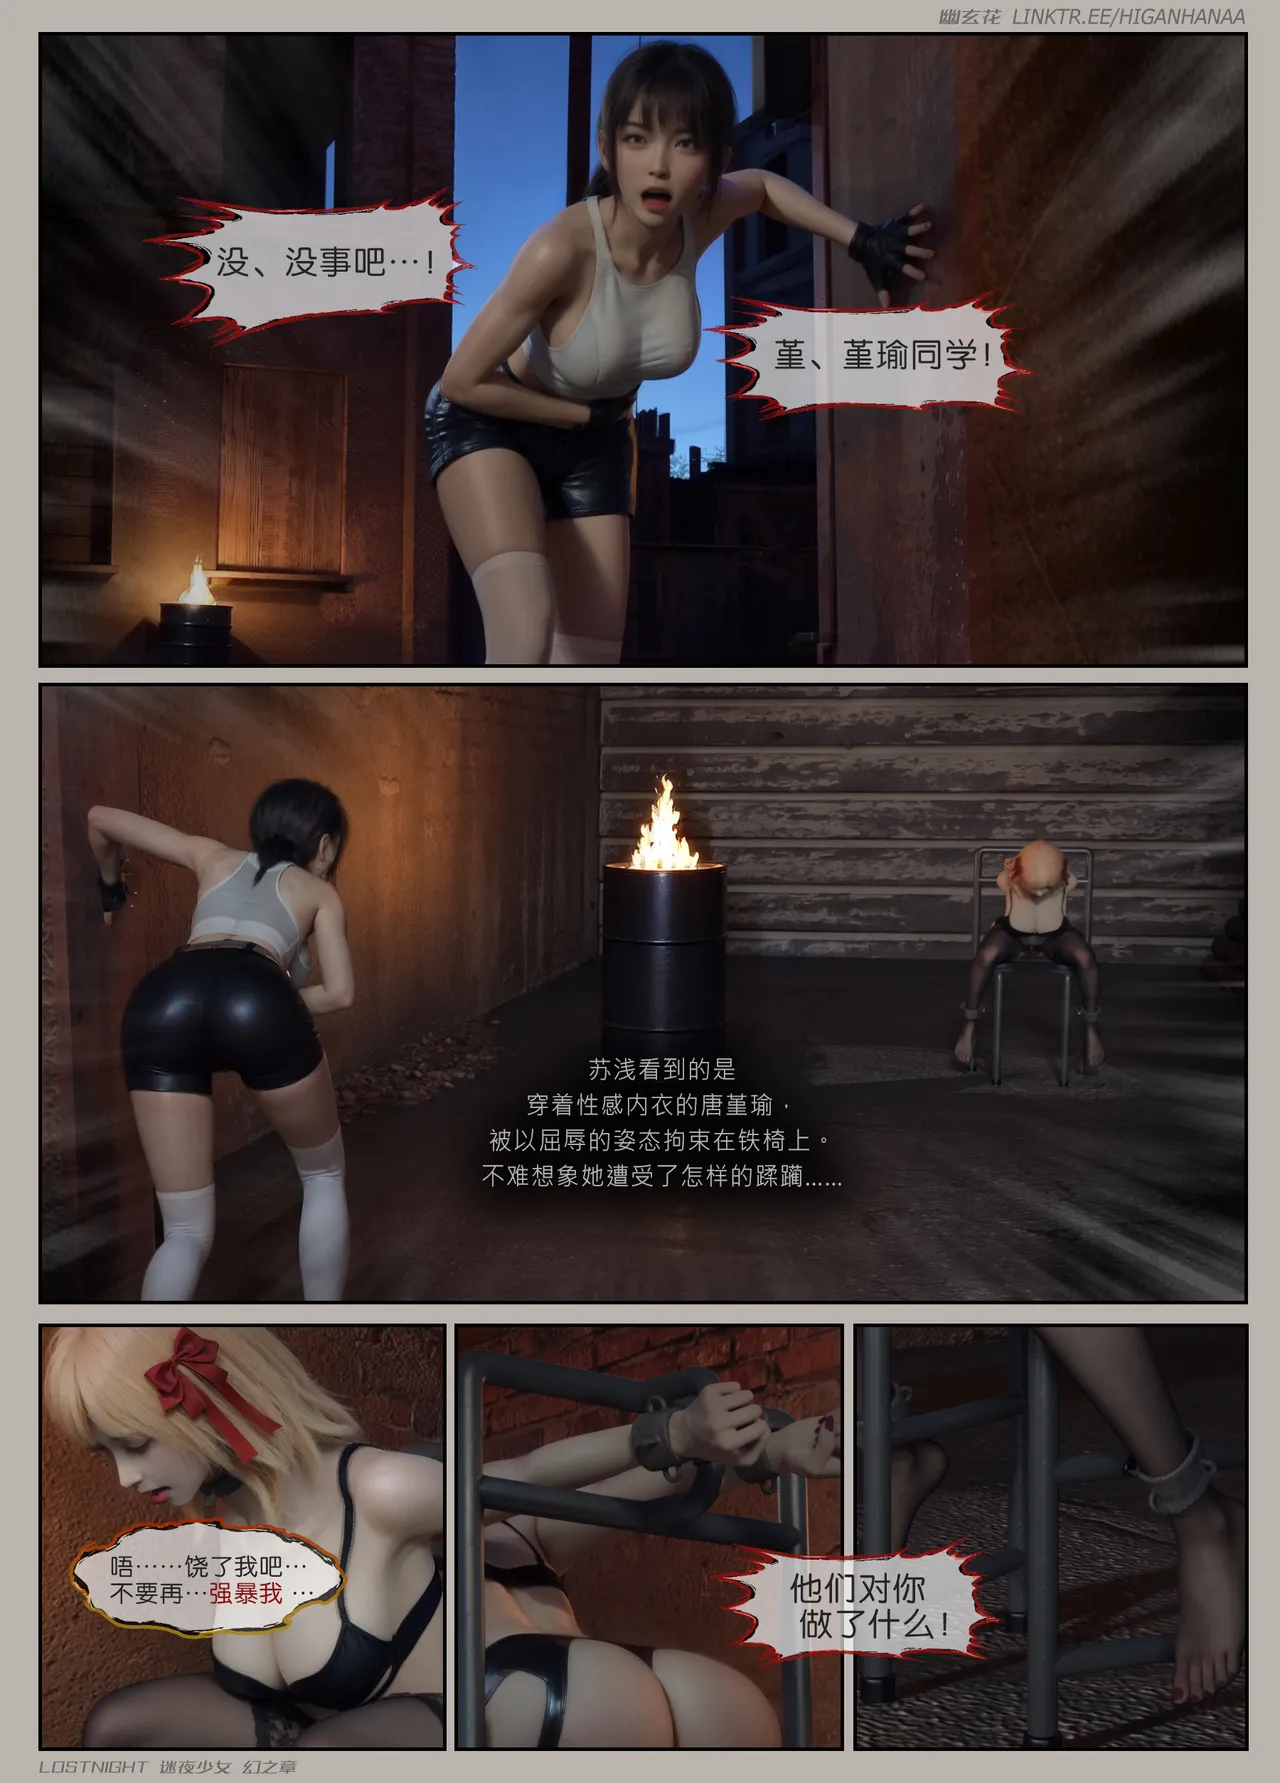 幽玄花 LINKTR.EE/HIGANHANAA
没、没事吧…!
堇、堇瑜同学!
苏浅看到的是
穿着性感内衣的唐堇瑜，
被以屈辱的姿态拘束在铁椅上。
不难想象她遭受了怎样的蹂躏……
唔……饶了我吧…
不要再…强暴我…
他们对你
做了什么!
LOSTNIGHT 迷夜少女 幻之章